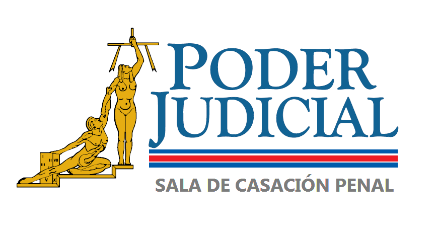 PODER
JUDICIAL
SALA DE CASACIÓN PENAL